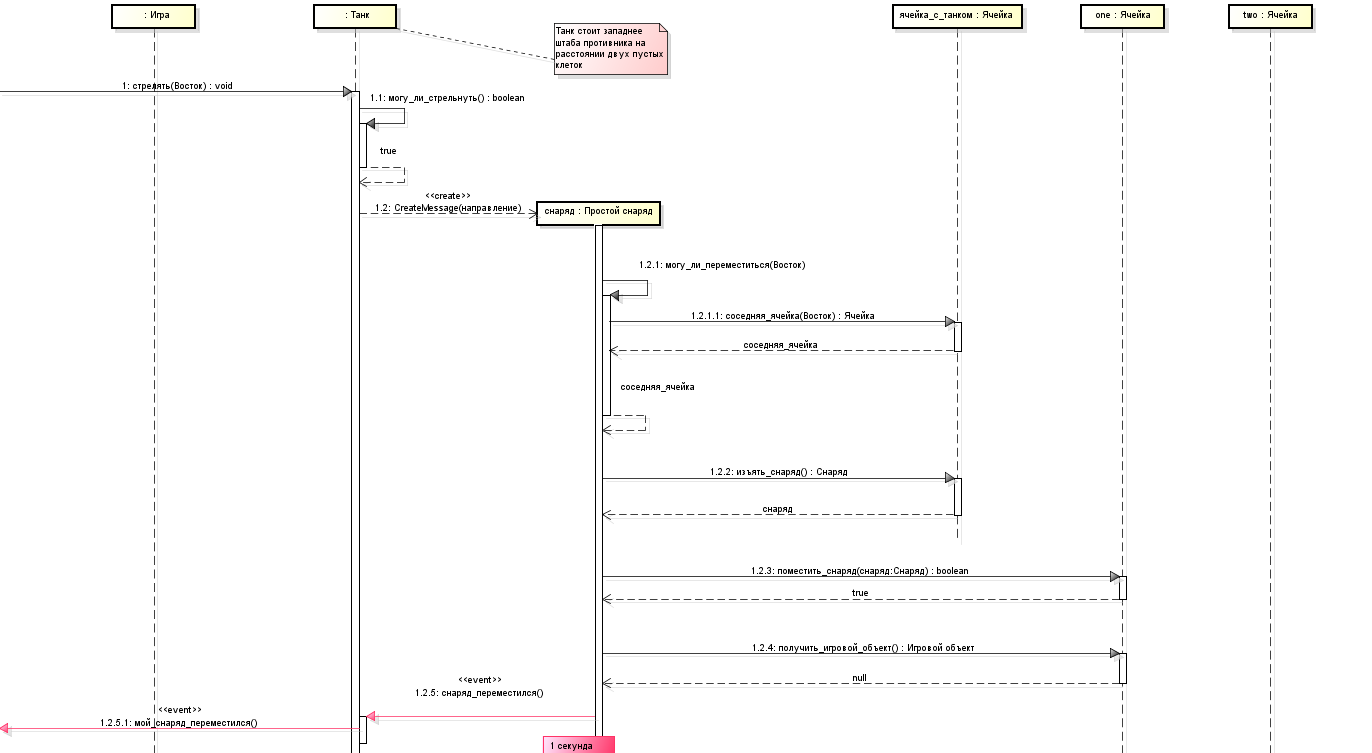 : Игра
: Танк
ячейка_с_танком : Ячейка
one : Ячейка
two : Ячейка
Танк стоит западнее
штаба противника на
расстоянии двух пустых
клеток
1: стрелять(Восток) : void
1.1: могу_ли_стрельнуть() : boolean
true
<<create>>
1.2: CreateMessage(направление)
снаряд : Простой снаряд
1.2.1: могу_ли_переместиться(Восток)
1.2.1.1: соседняя_ячейка(Восток) : Ячейка
соседняя_ячейка
соседняя_ячейка
1.2.2: изъять_снаряд() : Снаряд
снаряд
1.2.3: поместить_снаряд(снаряд:Снаряд) : boolean
true
1.2.4: получить_игровой_объект() : Игровой объект
null
<<event>>
1.2.5: снаряд_переместился()
<<event>>
1.2.5.1: мой_снаряд_переместился()
1 секунда